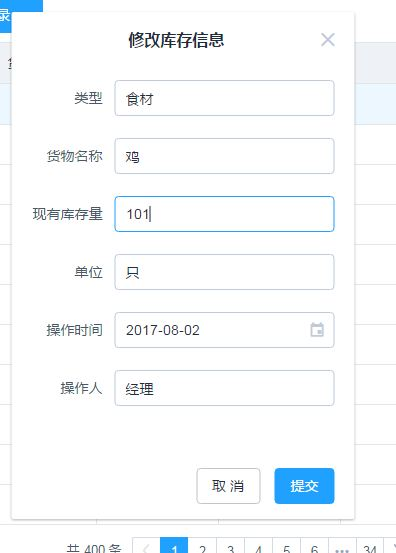 录
修改库存信息
类型 食材
货物名称 鸡
现有库存量 101
单位 只
操作时间 2017-08-02
操作人 经理
取 消 提交
共 400 条 1 2 3 4 5 6 ••• 34